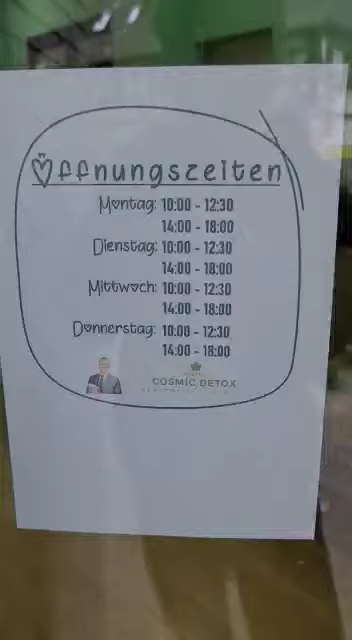 Öffnungszeiten
Montag: 10:00 - 12:30
14:00 - 18:00
Dienstag: 10:00 - 12:30
14:00 - 18:00
Mittwoch: 10:00 - 12:30
14:00 - 18:00
Donnerstag: 10:00 - 12:30
14:00 - 18:00
COSMIC DETOX